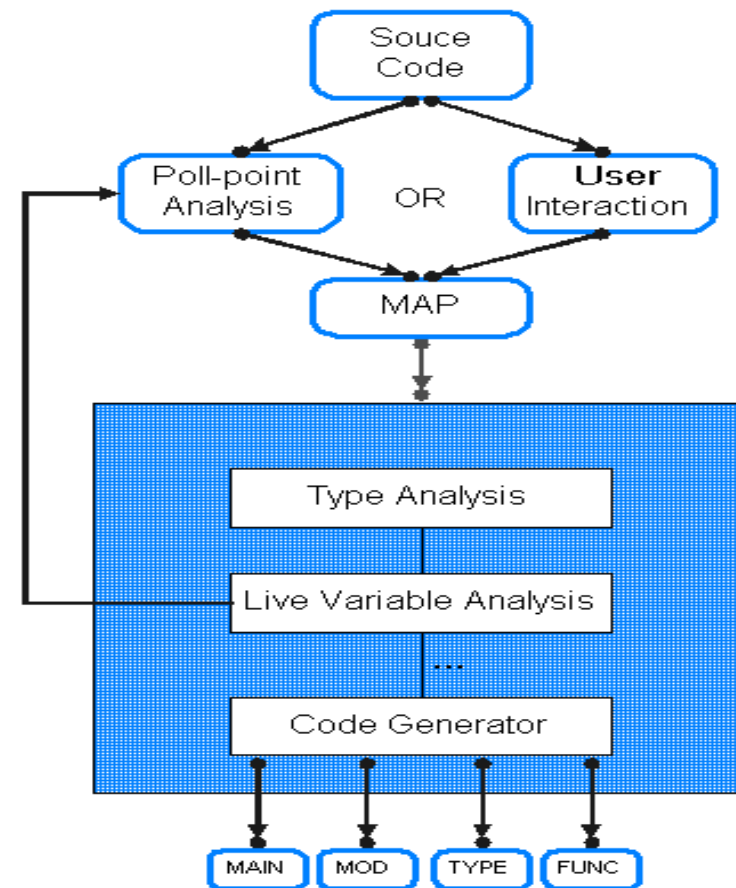 Souce
Code
Poll-point
Analysis
OR
User
Interaction
MAP
Type Analysis
Live Variable Analysis
...
Code Generator
MAIN
MOD
TYPE
FUNC